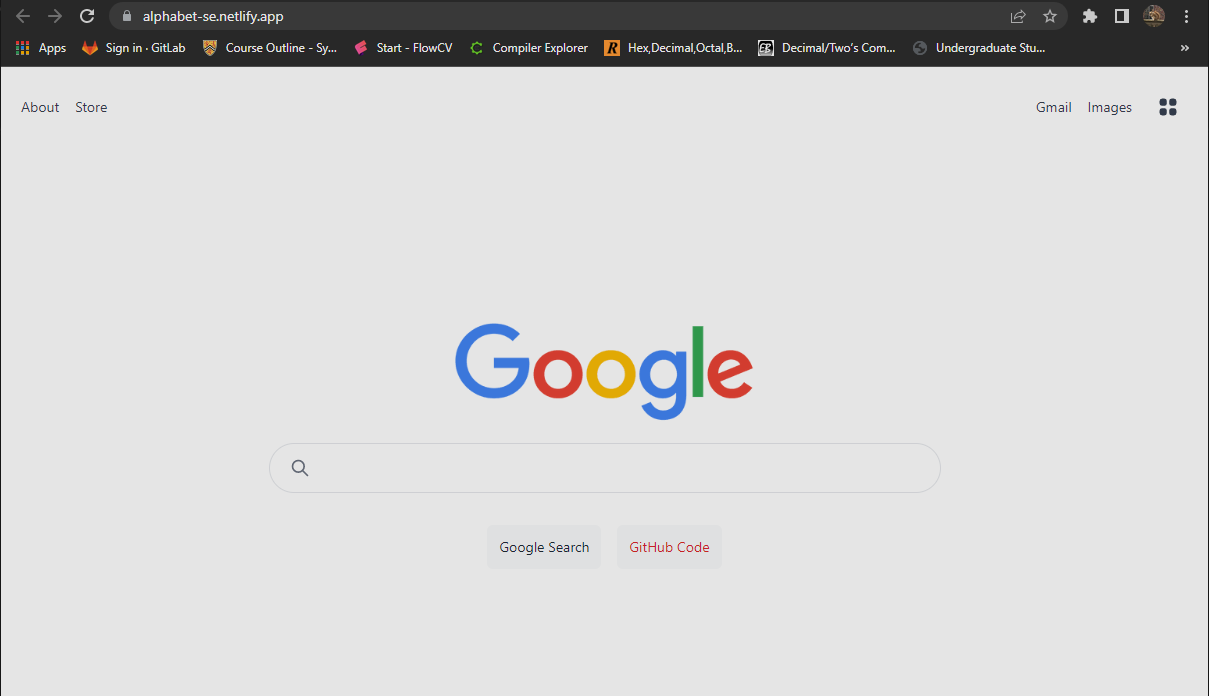 alphabet-se.netlify.app
Apps Sign in · GitLab Course Outline - Sy... Start - FlowCV Compiler Explorer Hex,Decimal,Octal,B... Decimal/Two's Com... Undergraduate Stu... »
About Store Gmail Images
Google
Google Search GitHub Code